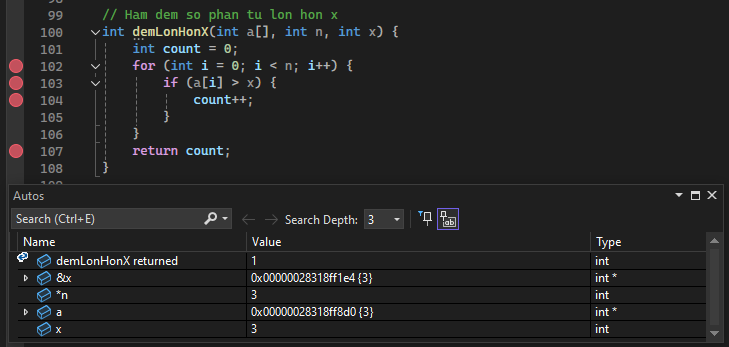 99 // Ham dem so phan tu lon hon x
100 int demLonHonX(int a[], int n, int x) {
101 int count = 0;
102 for (int i = 0; i < n; i++) {
103 if (a[i] > x) {
104 count++;
105 }
106 }
107 return count;
108 }
Autos
Search (Ctrl+E) Search Depth: 3
Name Value Type
demLonHonX returned 1 int
&x 0x00000028318ff1e4 {3} int *
*n 3 int
a 0x00000028318ff8d0 {3} int *
x 3 int